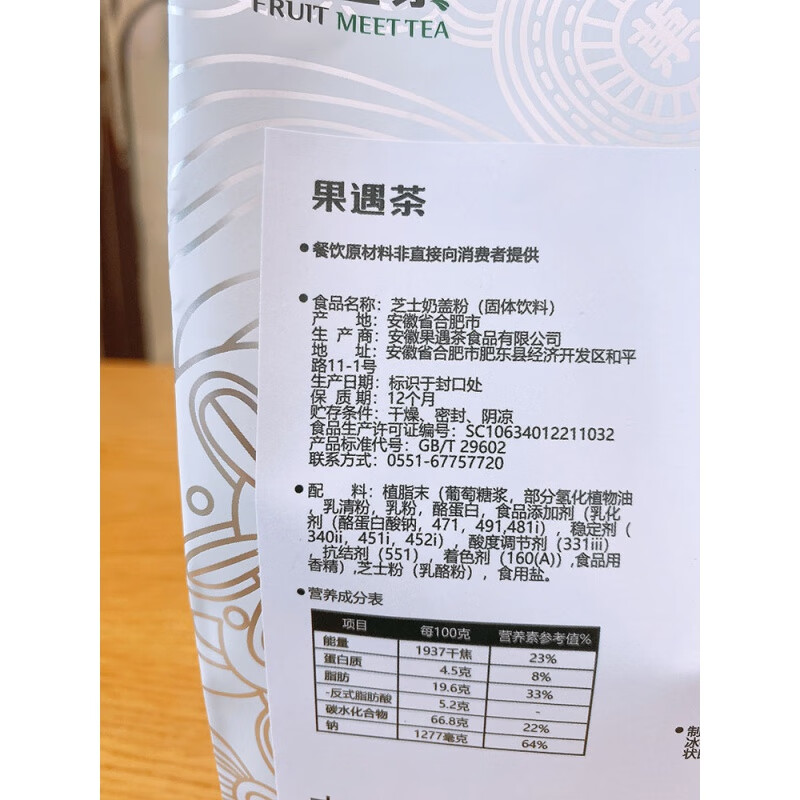 FRUIT MEET TEA
茶
果遇茶
●餐饮原材料非直接向消费者提供
●食品名称：芝士奶盖粉（固体饮料）
产 地：安徽省合肥市
生 产 商：安徽果遇茶食品有限公司
地 址：安徽省合肥市肥东县经济开发区和平
路11-1号
生产日期：标识于封口处
保 质 期：12个月
贮存条件：干燥、密封、阴凉
食品生产许可证编号：SC10634012211032
产品标准代号：GB/T 29602
联系方式：0551-67757720
●配 料：植脂末（葡萄糖浆，部分氢化植物油
，乳清粉，乳粉，酪蛋白，食品添加剂（乳化
剂（酪蛋白酸钠，471，491,481i），稳定剂（
340ii，451i，452i），酸度调节剂（331iii）
，抗结剂（551），着色剂（160(A)）,食品用
香精）,芝士粉（乳酪粉），食用盐。
●营养成分表
项目 每100克 营养素参考值%
能量 1937千焦 23%
蛋白质 4.5克 8%
脂肪 19.6克 33%
-反式脂肪酸 5.2克 -
碳水化合物 66.8克 22%
钠 1277毫克 64%
●制
冰
状